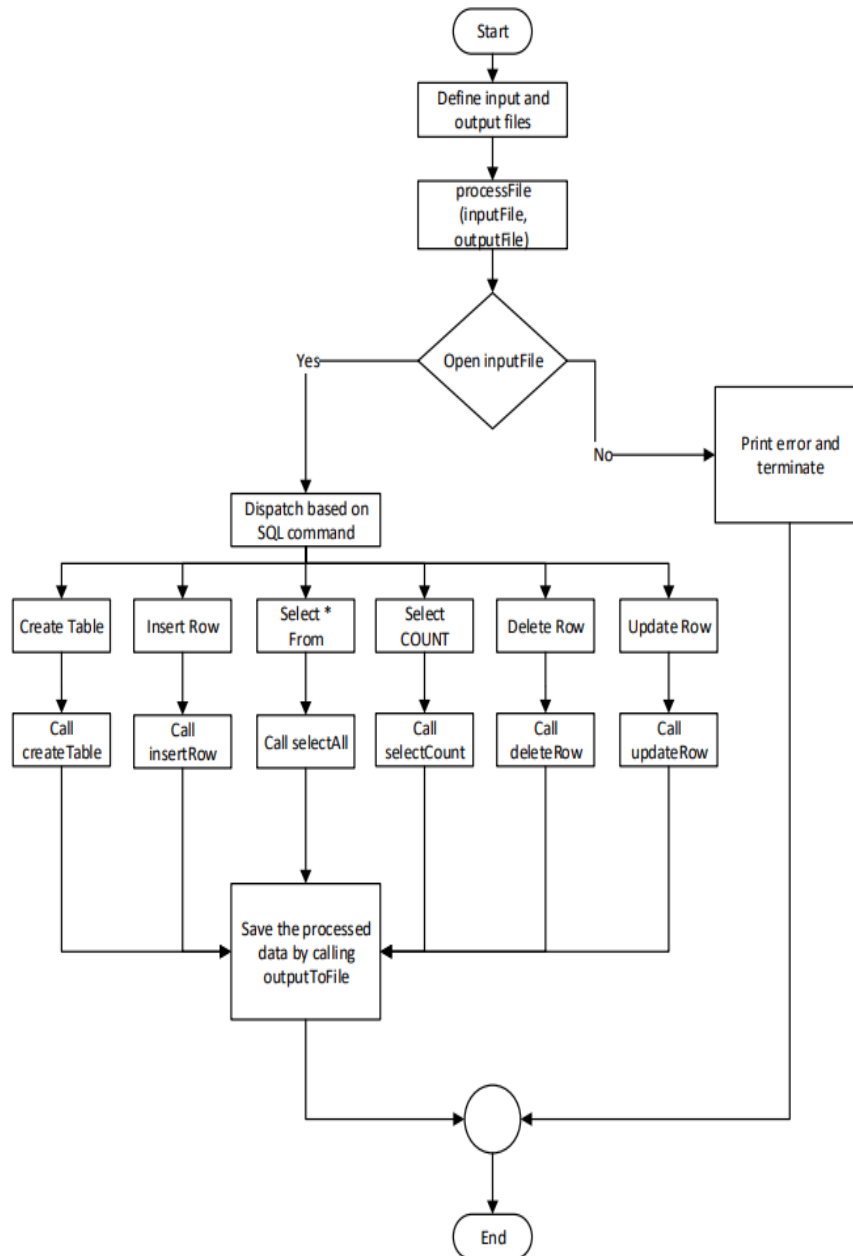 Start
Define input and
output files
processFile
(inputFile,
outputFile)
Open inputFile
Yes
No
Print error and
terminate
Dispatch based on
SQL command
Create Table
Insert Row
Select *
From
Select
COUNT
Delete Row
Update Row
Call
createTable
Call
insertRow
Call selectAll
Call
selectCount
Call
deleteRow
Call
updateRow
Save the processed
data by calling
outputToFile
End